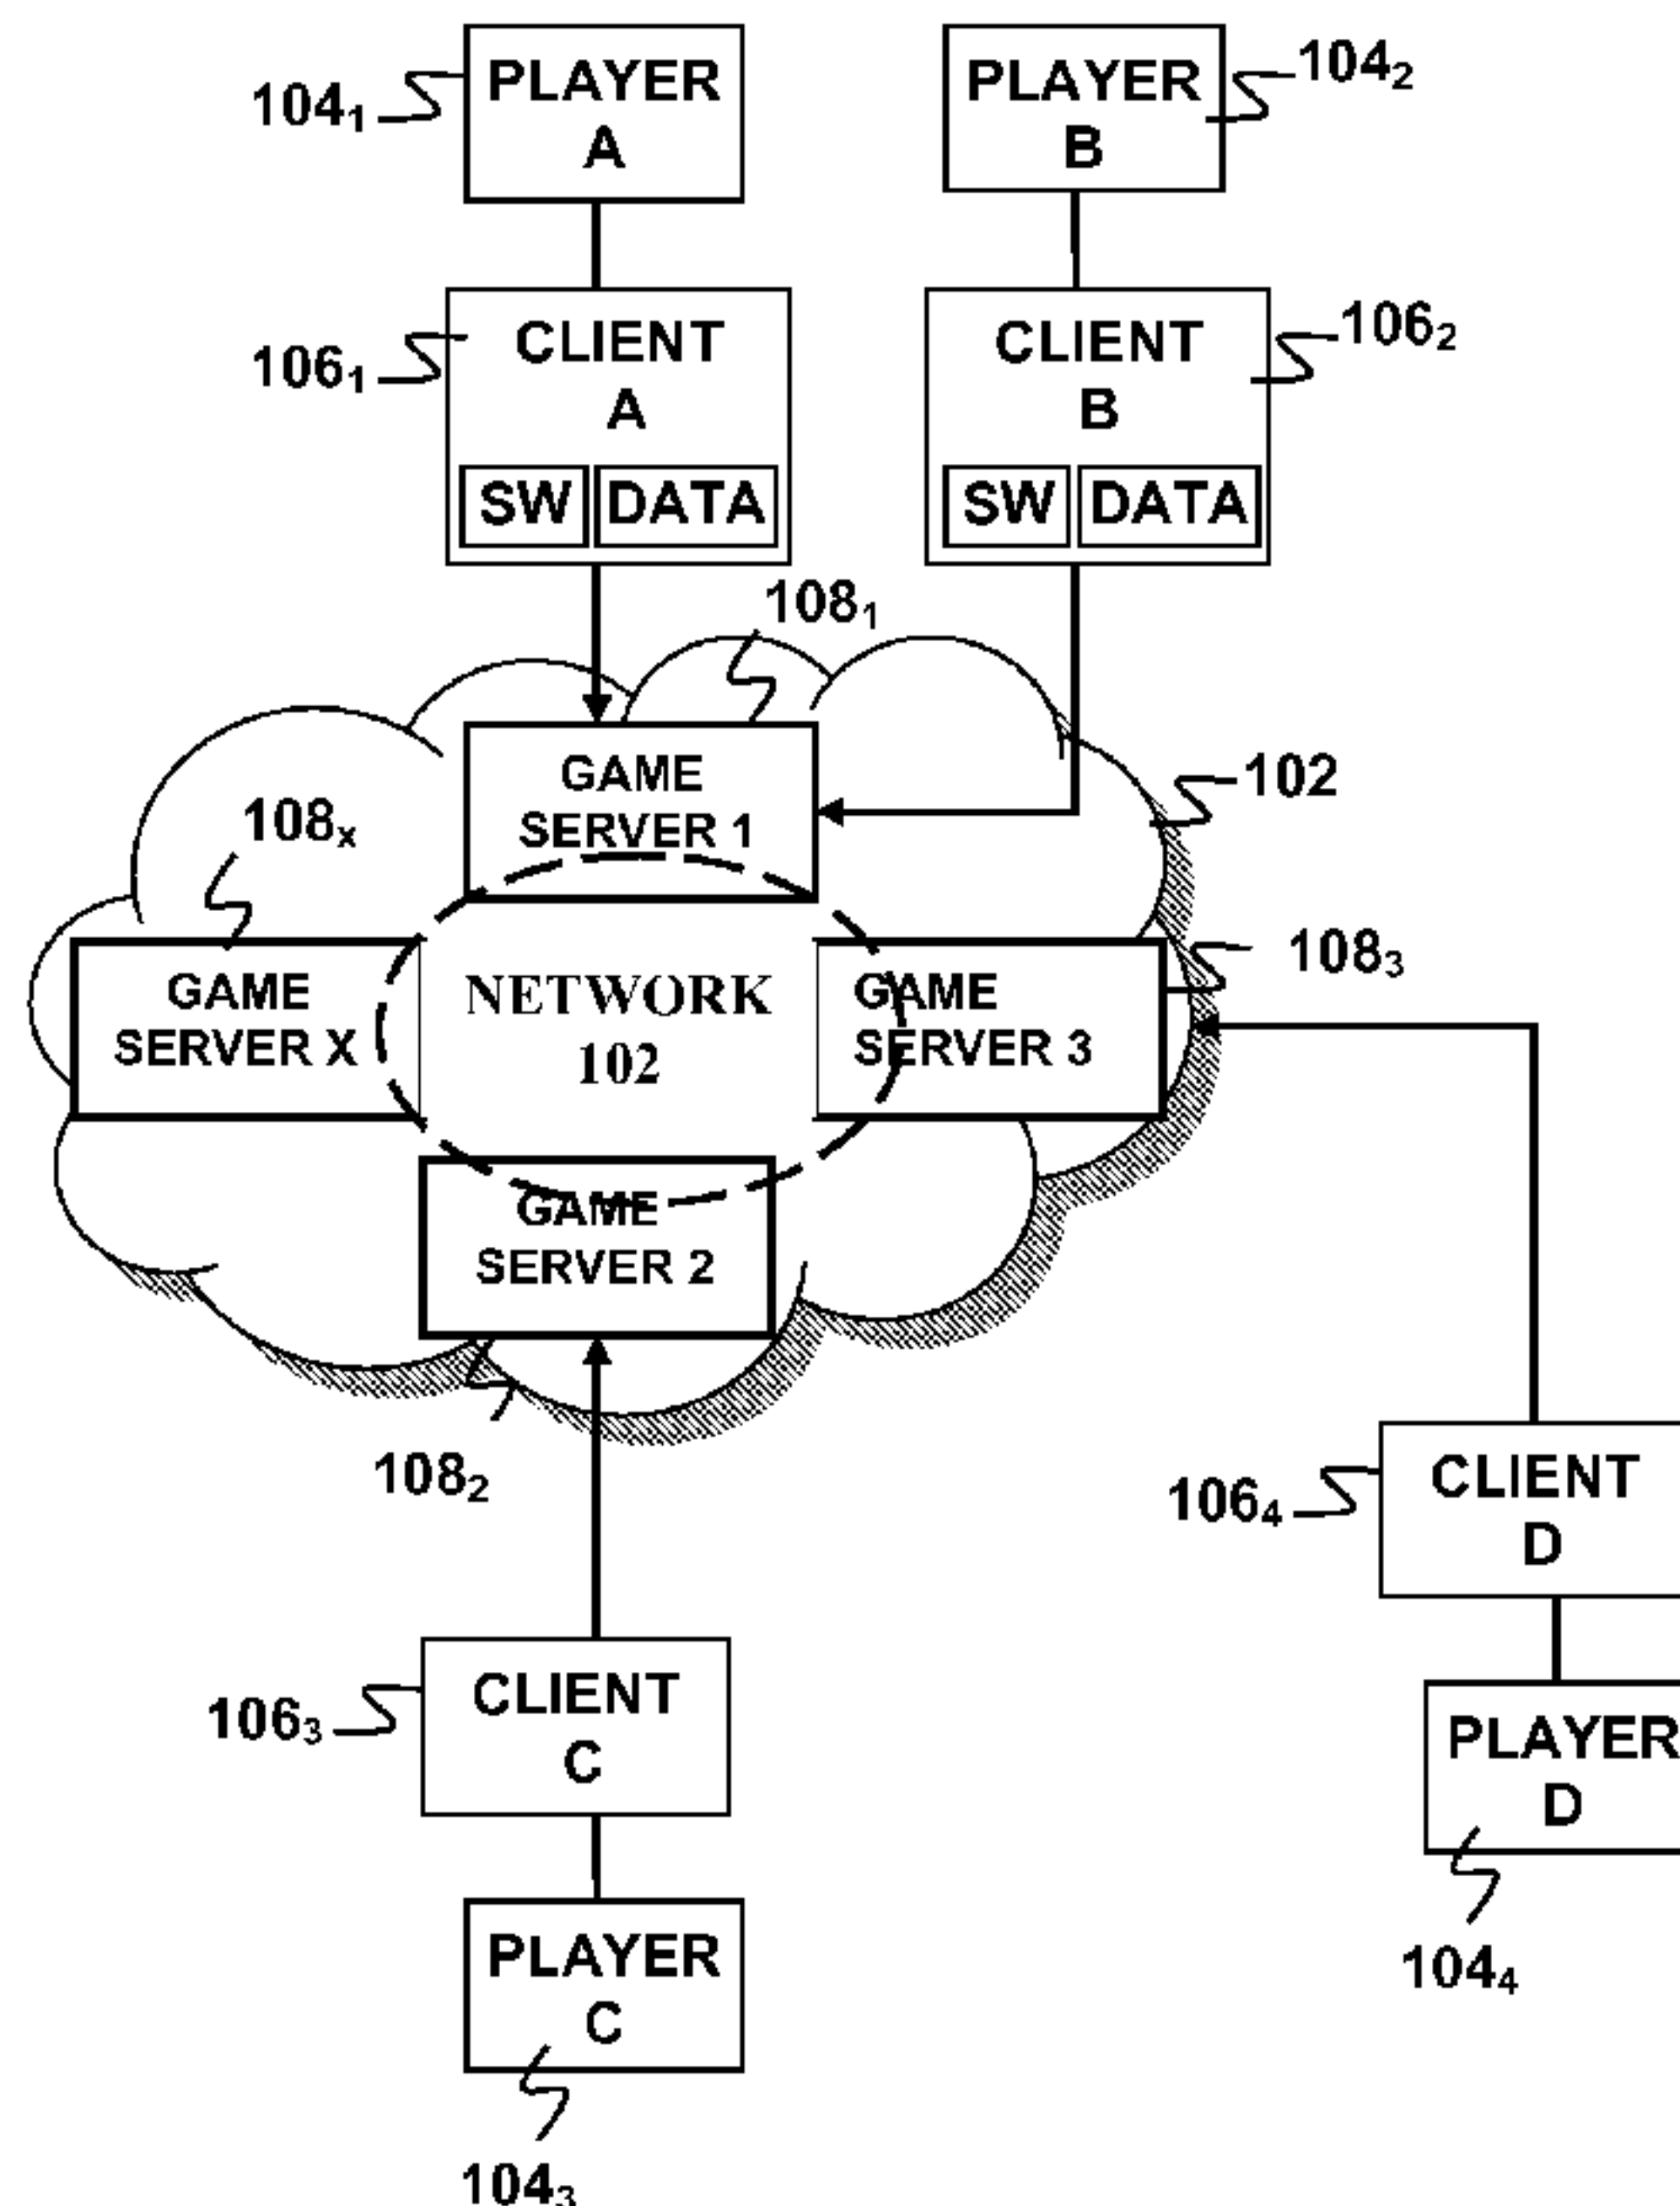 PLAYER
A
104₁
PLAYER
B
104₂
CLIENT
A
SW DATA
106₁
CLIENT
B
SW DATA
106₂
108₁
GAME
SERVER 1
102
108ₓ
GAME
SERVER X
NETWORK
102
GAME
SERVER 3
108₃
GAME
SERVER 2
108₂
CLIENT
D
106₄
PLAYER
D
104₄
CLIENT
C
106₃
PLAYER
C
104₃